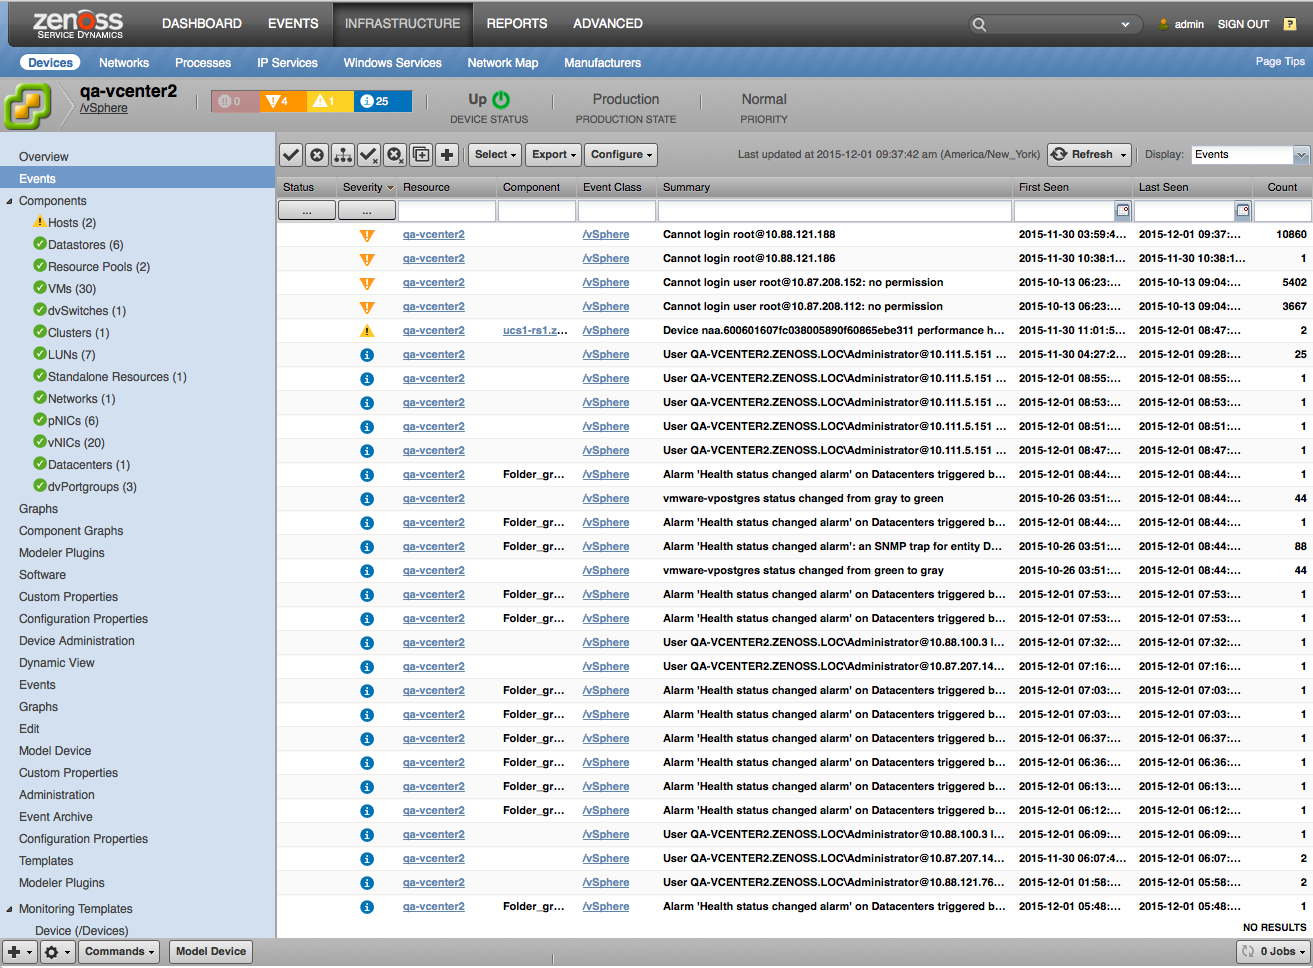 zenoss
SERVICE DYNAMICS
DASHBOARD EVENTS INFRASTRUCTURE REPORTS ADVANCED
admin SIGN OUT ?
Devices Networks Processes IP Services Windows Services Network Map Manufacturers Page Tips
qa-vcenter2
/vSphere
0 4 1 25
Up
DEVICE STATUS
Production
PRODUCTION STATE
Normal
PRIORITY
Overview
Events
Components
Hosts (2)
Datastores (6)
Resource Pools (2)
VMs (30)
dvSwitches (1)
Clusters (1)
LUNs (7)
Standalone Resources (1)
Networks (1)
pNICs (6)
vNICs (20)
Datacenters (1)
dvPortgroups (3)
Graphs
Component Graphs
Modeler Plugins
Software
Custom Properties
Configuration Properties
Device Administration
Dynamic View
Events
Graphs
Edit
Model Device
Custom Properties
Administration
Event Archive
Configuration Properties
Templates
Modeler Plugins
Monitoring Templates
Device (/Devices)
Select Export Configure Last updated at 2015-12-01 09:37:42 am (America/New_York) Refresh Display: Events
Status Severity Resource Component Event Class Summary First Seen Last Seen Count
... ...
qa-vcenter2 /vSphere Cannot login root@10.88.121.188 2015-11-30 03:59:4... 2015-12-01 09:37:... 10860
qa-vcenter2 /vSphere Cannot login root@10.88.121.186 2015-11-30 10:38:1... 2015-11-30 10:38:1... 1
qa-vcenter2 /vSphere Cannot login user root@10.87.208.152: no permission 2015-10-13 06:23:... 2015-10-13 09:04:... 5402
qa-vcenter2 /vSphere Cannot login user root@10.87.208.112: no permission 2015-10-13 06:23:... 2015-10-13 09:04:... 3667
qa-vcenter2 ucs1-rs1.z... /vSphere Device naa.600601607fc038005890f60865ebe311 performance h... 2015-11-30 11:01:5... 2015-12-01 08:47:... 2
qa-vcenter2 /vSphere User QA-VCENTER2.ZENOSS.LOC\Administrator@10.111.5.151 ... 2015-11-30 04:27:2... 2015-12-01 09:28:... 25
qa-vcenter2 /vSphere User QA-VCENTER2.ZENOSS.LOC\Administrator@10.111.5.151 ... 2015-12-01 08:55:... 2015-12-01 08:55:... 1
qa-vcenter2 /vSphere User QA-VCENTER2.ZENOSS.LOC\Administrator@10.111.5.151 ... 2015-12-01 08:53:... 2015-12-01 08:53:... 1
qa-vcenter2 /vSphere User QA-VCENTER2.ZENOSS.LOC\Administrator@10.111.5.151 ... 2015-12-01 08:51:... 2015-12-01 08:51:... 1
qa-vcenter2 /vSphere User QA-VCENTER2.ZENOSS.LOC\Administrator@10.111.5.151 ... 2015-12-01 08:47:... 2015-12-01 08:47:... 1
qa-vcenter2 Folder_gr... /vSphere Alarm 'Health status changed alarm' on Datacenters triggered b... 2015-12-01 08:44:... 2015-12-01 08:44:... 1
qa-vcenter2 /vSphere vmware-vpostgres status changed from gray to green 2015-10-26 03:51:... 2015-12-01 08:44:... 44
qa-vcenter2 Folder_gr... /vSphere Alarm 'Health status changed alarm' on Datacenters triggered b... 2015-12-01 08:44:... 2015-12-01 08:44:... 1
qa-vcenter2 Folder_gr... /vSphere Alarm 'Health status changed alarm': an SNMP trap for entity D... 2015-10-26 03:51:... 2015-12-01 08:44:... 88
qa-vcenter2 /vSphere vmware-vpostgres status changed from green to gray 2015-10-26 03:51:... 2015-12-01 08:44:... 44
qa-vcenter2 Folder_gr... /vSphere Alarm 'Health status changed alarm' on Datacenters triggered b... 2015-12-01 07:53:... 2015-12-01 07:53:... 1
qa-vcenter2 Folder_gr... /vSphere Alarm 'Health status changed alarm' on Datacenters triggered b... 2015-12-01 07:53:... 2015-12-01 07:53:... 1
qa-vcenter2 /vSphere User QA-VCENTER2.ZENOSS.LOC\Administrator@10.88.100.3 l... 2015-12-01 07:32:... 2015-12-01 07:32:... 1
qa-vcenter2 /vSphere User QA-VCENTER2.ZENOSS.LOC\Administrator@10.87.207.14... 2015-12-01 07:16:... 2015-12-01 07:16:... 1
qa-vcenter2 Folder_gr... /vSphere Alarm 'Health status changed alarm' on Datacenters triggered b... 2015-12-01 07:03:... 2015-12-01 07:03:... 1
qa-vcenter2 Folder_gr... /vSphere Alarm 'Health status changed alarm' on Datacenters triggered b... 2015-12-01 07:03:... 2015-12-01 07:03:... 1
qa-vcenter2 Folder_gr... /vSphere Alarm 'Health status changed alarm' on Datacenters triggered b... 2015-12-01 06:37:... 2015-12-01 06:37:... 1
qa-vcenter2 Folder_gr... /vSphere Alarm 'Health status changed alarm' on Datacenters triggered b... 2015-12-01 06:36:... 2015-12-01 06:36:... 1
qa-vcenter2 Folder_gr... /vSphere Alarm 'Health status changed alarm' on Datacenters triggered b... 2015-12-01 06:13:... 2015-12-01 06:13:... 1
qa-vcenter2 Folder_gr... /vSphere Alarm 'Health status changed alarm' on Datacenters triggered b... 2015-12-01 06:12:... 2015-12-01 06:12:... 1
qa-vcenter2 /vSphere User QA-VCENTER2.ZENOSS.LOC\Administrator@10.88.100.3 l... 2015-12-01 06:09:... 2015-12-01 06:09:... 1
qa-vcenter2 /vSphere User QA-VCENTER2.ZENOSS.LOC\Administrator@10.87.207.14... 2015-11-30 06:07:4... 2015-12-01 06:07:... 2
qa-vcenter2 /vSphere User QA-VCENTER2.ZENOSS.LOC\Administrator@10.88.121.76... 2015-12-01 01:58:... 2015-12-01 05:58:... 2
qa-vcenter2 Folder_gr... /vSphere Alarm 'Health status changed alarm' on Datacenters triggered b... 2015-12-01 05:48:... 2015-12-01 05:48:... 1
NO RESULTS
Commands Model Device 0 Jobs